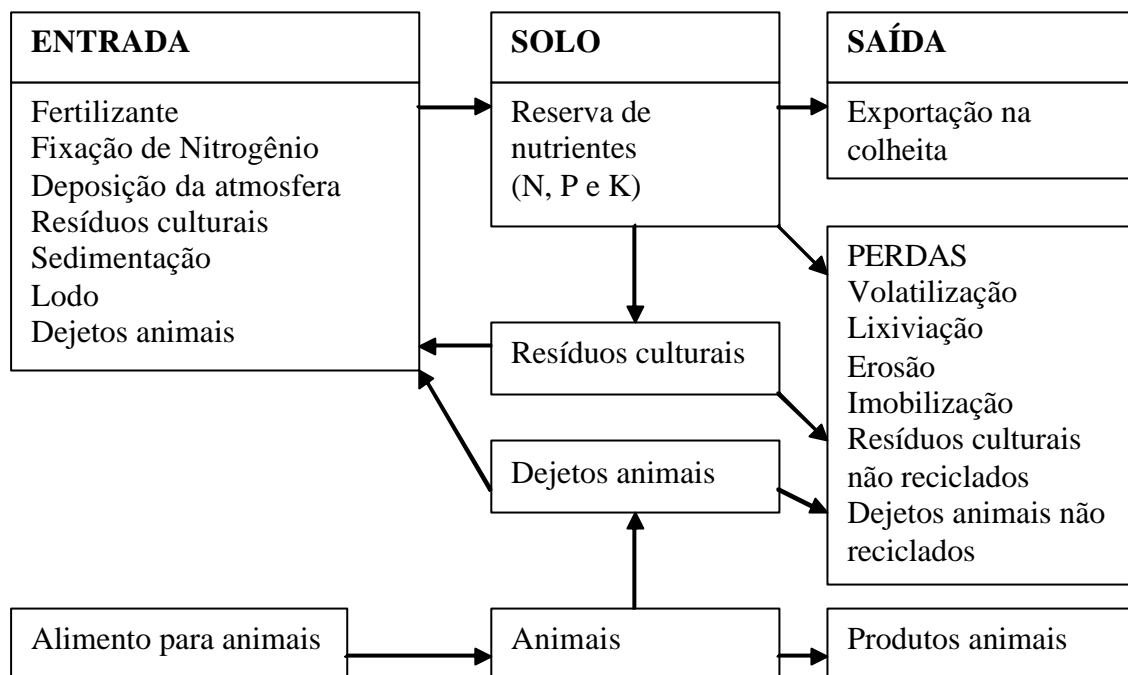 ENTRADA
Fertilizante
Fixação de Nitrogênio
Deposição da atmosfera
Resíduos culturais
Sedimentação
Lodo
Dejetos animais
SOLO
Reserva de
nutrientes
(N, P e K)
SAÍDA
Exportação na
colheita
PERDAS
Volatilização
Lixiviação
Erosão
Imobilização
Resíduos culturais
não reciclados
Dejetos animais não
reciclados
Resíduos culturais
Dejetos animais
Alimento para animais
Animais
Produtos animais